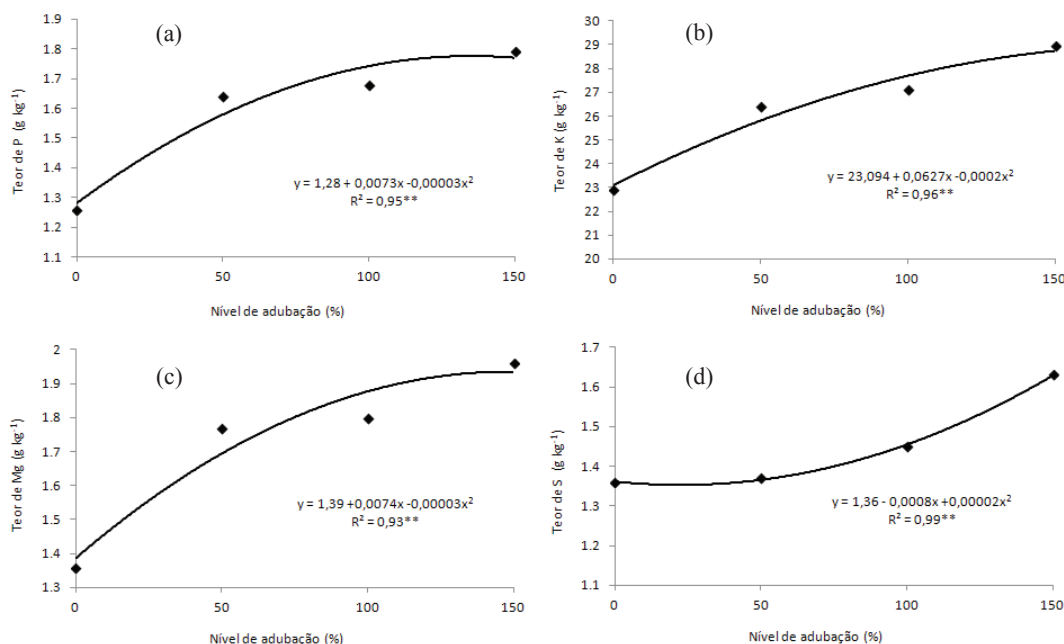 (a)
Teor de P (g kg⁻¹)
1.9
1.8
1.7
1.6
1.5
1.4
1.3
1.2
1.1
y = 1,28 + 0,0073x -0,00003x²
R² = 0,95**
0 50 100 150
Nível de adubação (%)
(b)
Teor de K (g kg⁻¹)
30
29
28
27
26
25
24
23
22
21
20
y = 23,094 + 0,0627x -0,0002x²
R² = 0,96**
0 50 100 150
Nível de adubação (%)
(c)
Teor de Mg (g kg⁻¹)
2
1.9
1.8
1.7
1.6
1.5
1.4
1.3
y = 1,39 +0,0074x -0,00003x²
R² = 0,93**
0 50 100 150
Nível de adubação (%)
(d)
Teor de S (g kg⁻¹)
1.7
1.6
1.5
1.4
1.3
1.2
1.1
y = 1,36 - 0,0008x +0,00002x²
R² = 0,99**
0 50 100 150
Nível de adubação (%)